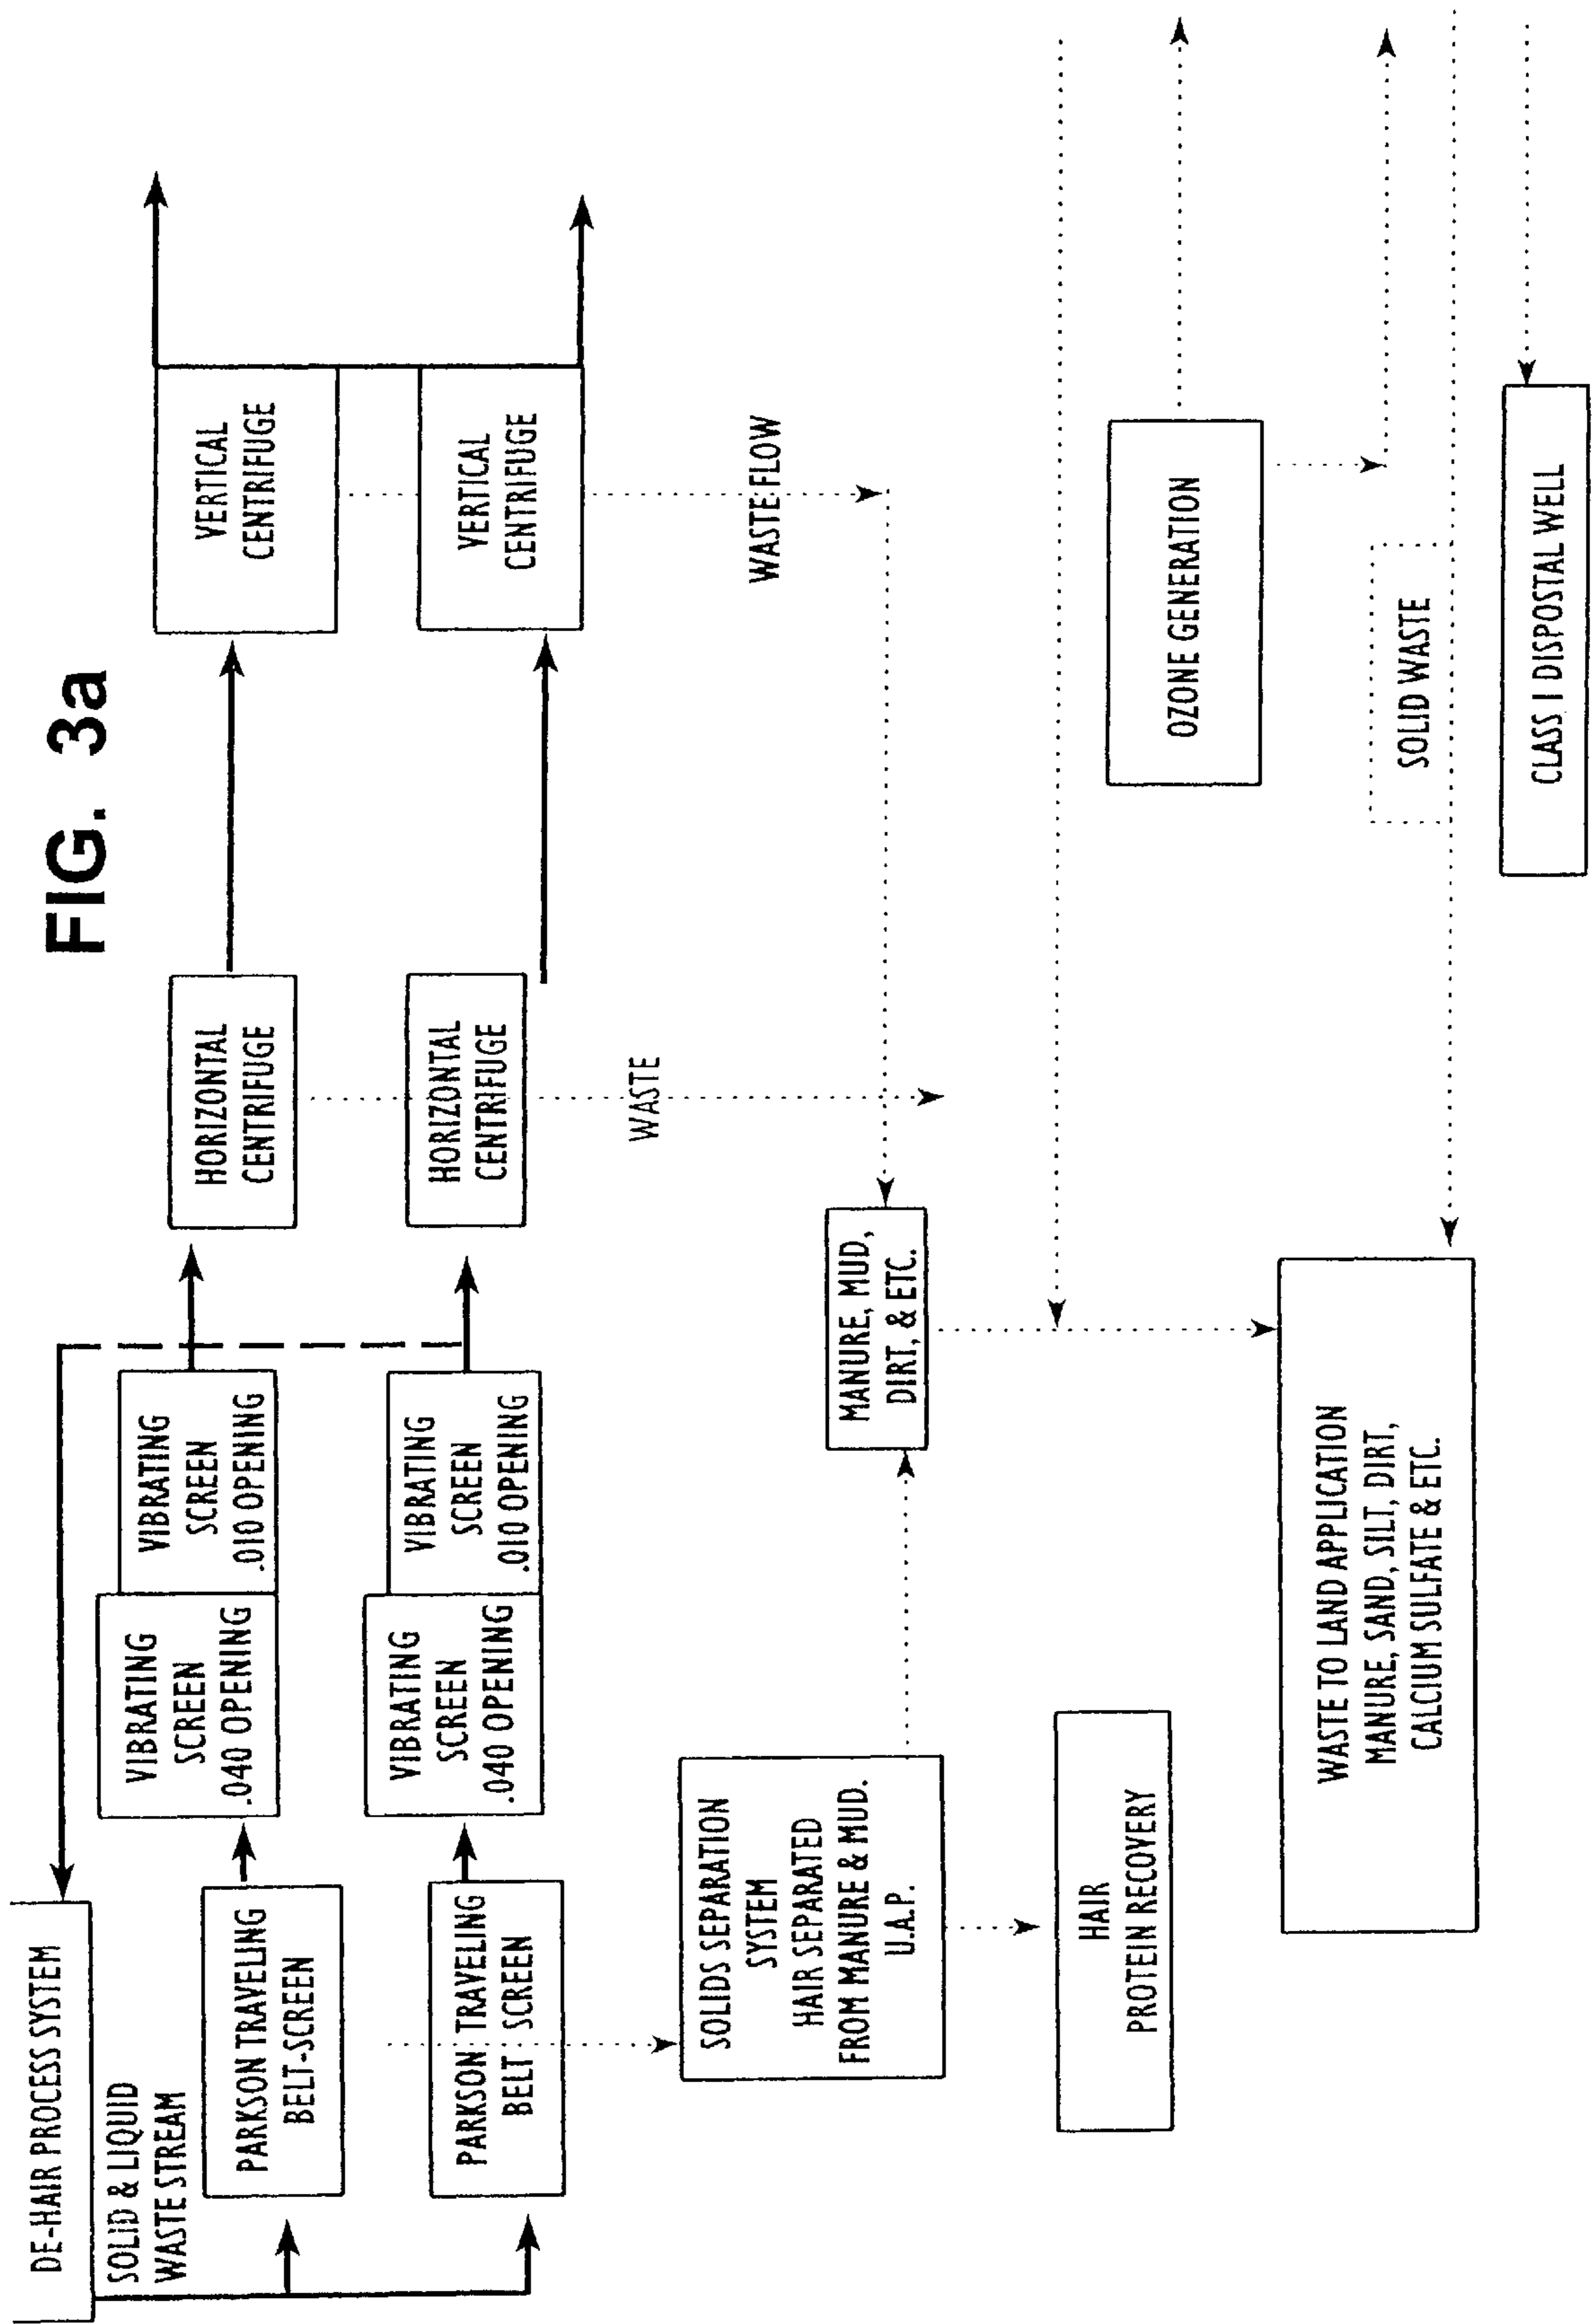 FIG. 3a
DE-HAIR PROCESS SYSTEM
SOLID & LIQUID
WASTE STREAM
PARKSON TRAVELING
BELT-SCREEN
VIBRATING
SCREEN
.040 OPENING
VIBRATING
SCREEN
.010 OPENING
HORIZONTAL
CENTRIFUGE
VERTICAL
CENTRIFUGE
PARKSON TRAVELING
BELT SCREEN
VIBRATING
SCREEN
.040 OPENING
VIBRATING
SCREEN
.010 OPENING
HORIZONTAL
CENTRIFUGE
VERTICAL
CENTRIFUGE
WASTE
WASTE FLOW
SOLIDS SEPARATION
SYSTEM
HAIR SEPARATED
FROM MANURE & MUD.
U.A.P.
MANURE, MUD,
DIRT, & ETC.
HAIR
PROTEIN RECOVERY
OZONE GENERATION
WASTE TO LAND APPLICATION
MANURE, SAND, SILT, DIRT,
CALCIUM SULFATE & ETC.
SOLID WASTE
CLASS I DISPOSTAL WELL